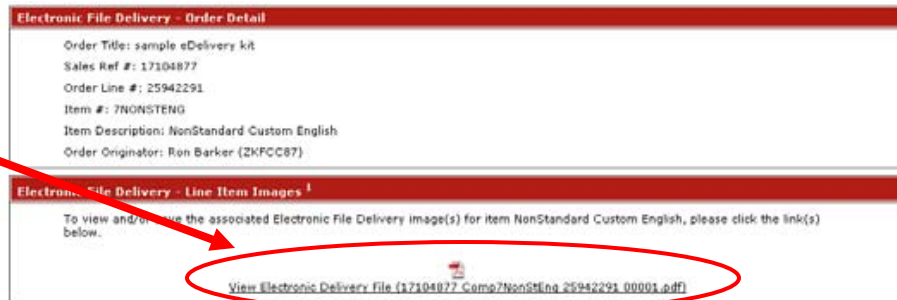 Electronic File Delivery - Order Detail
Order Title: sample eDelivery kit
Sales Ref #: 17104877
Order Line #: 25942291
Item #: 7NONSTENG
Item Description: NonStandard Custom English
Order Originator: Ron Barker (ZKFCC87)
Electronic File Delivery - Line Item Images 1
To view and/or save the associated Electronic File Delivery image(s) for item NonStandard Custom English, please click the link(s)
below.
View Electronic Delivery File (17104877 Comp7NonStEng 25942291 00001.pdf)